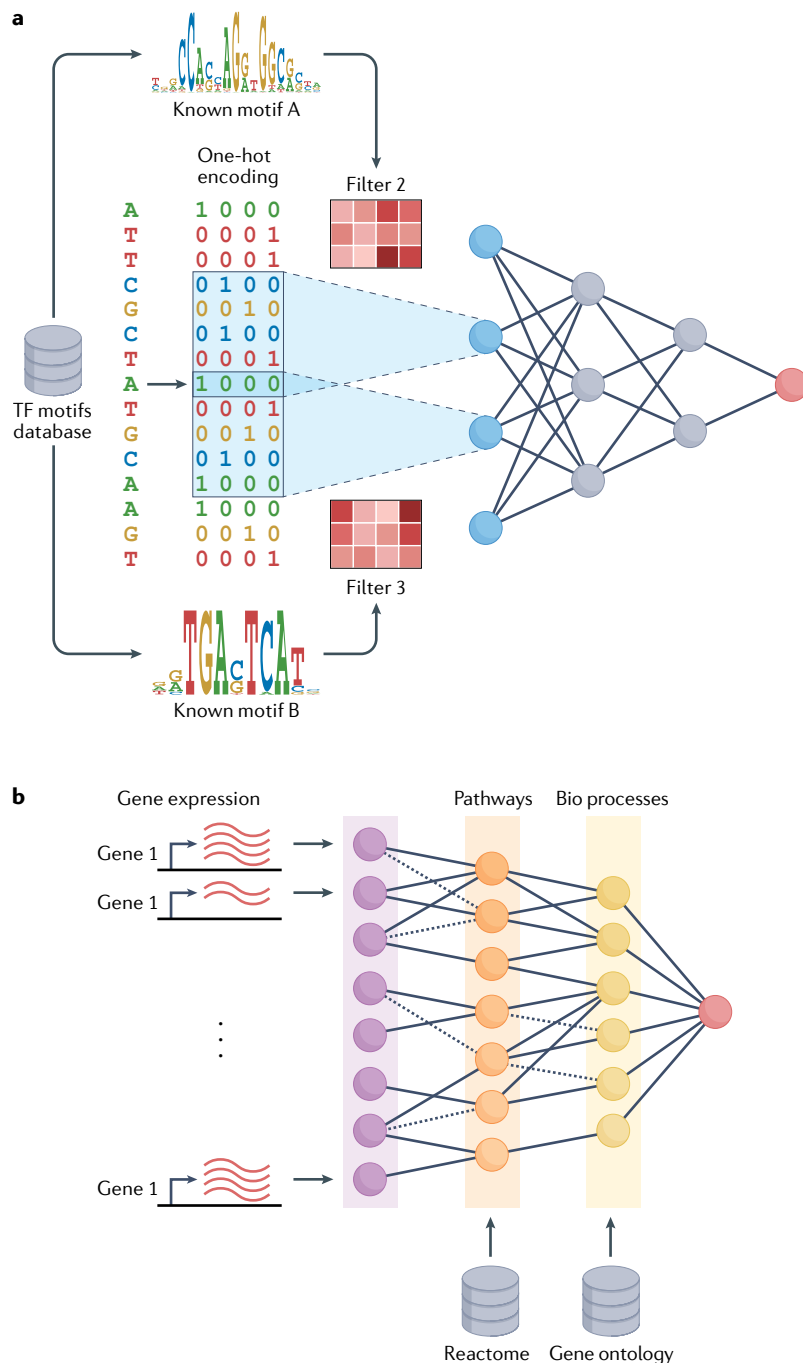 a
Known motif A
One-hot
encoding
Filter 2
A 1 0 0 0
T 0 0 0 1
T 0 0 0 1
C 0 1 0 0
G 0 0 1 0
C 0 1 0 0
T 0 0 0 1
A 1 0 0 0
T 0 0 0 1
G 0 0 1 0
C 0 1 0 0
A 1 0 0 0
A 1 0 0 0
G 0 0 1 0
T 0 0 0 1
TF motifs
database
Filter 3
TGACTCAT
Known motif B
b
Gene expression
Pathways
Bio processes
Gene 1
Gene 1
Gene 1
Reactome
Gene ontology